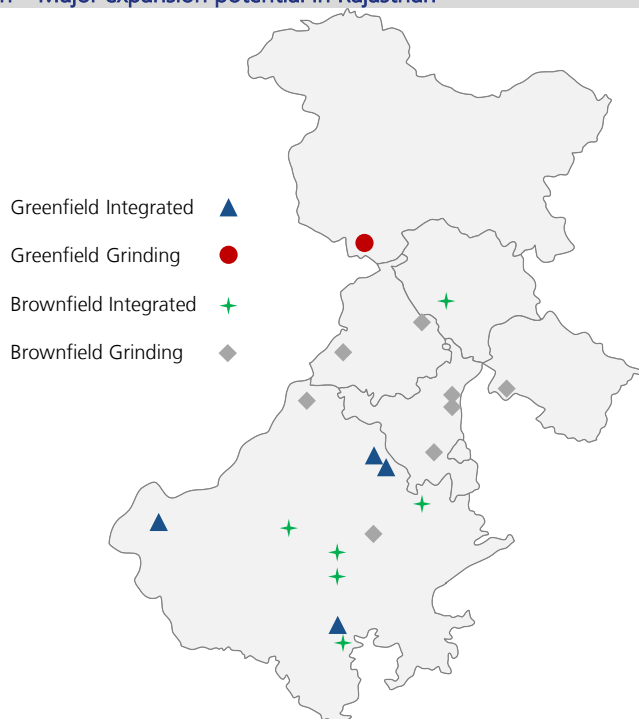 Major expansion potential in Rajasthan
Greenfield Integrated
Greenfield Grinding
Brownfield Integrated
Brownfield Grinding